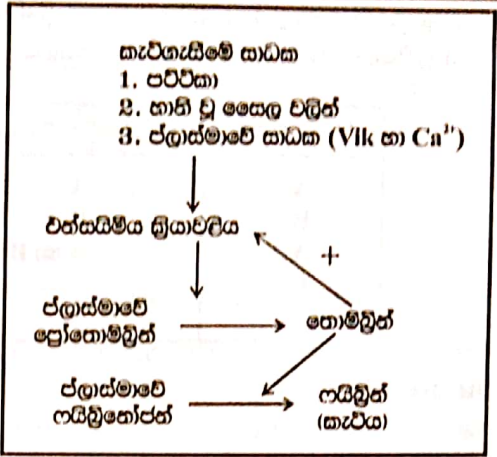 කැටිගැසීමේ සාධක
1. පට්ටිකා
2. හානි වූ සෛල වලින්
3. ප්ලාස්මාවේ සාධක (Vik හා Ca²⁺)
එන්සයිමීය ක්‍රියාවලිය
+
ප්ලාස්මාවේ
ප්‍රෝතොම්බින්
තොම්බින්
ප්ලාස්මාවේ
ෆයිබ්‍රිනෝජන්
ෆයිබ්‍රින්
(කැටිය)